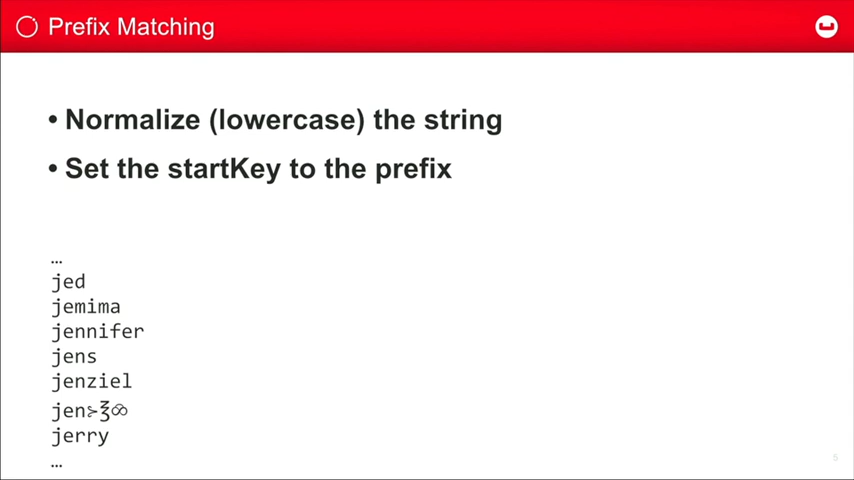 Prefix Matching
• Normalize (lowercase) the string
• Set the startKey to the prefix
…
jed
jemima
jennifer
jens
jenziel
jen⊱℥ꝏ
jerry
…
5